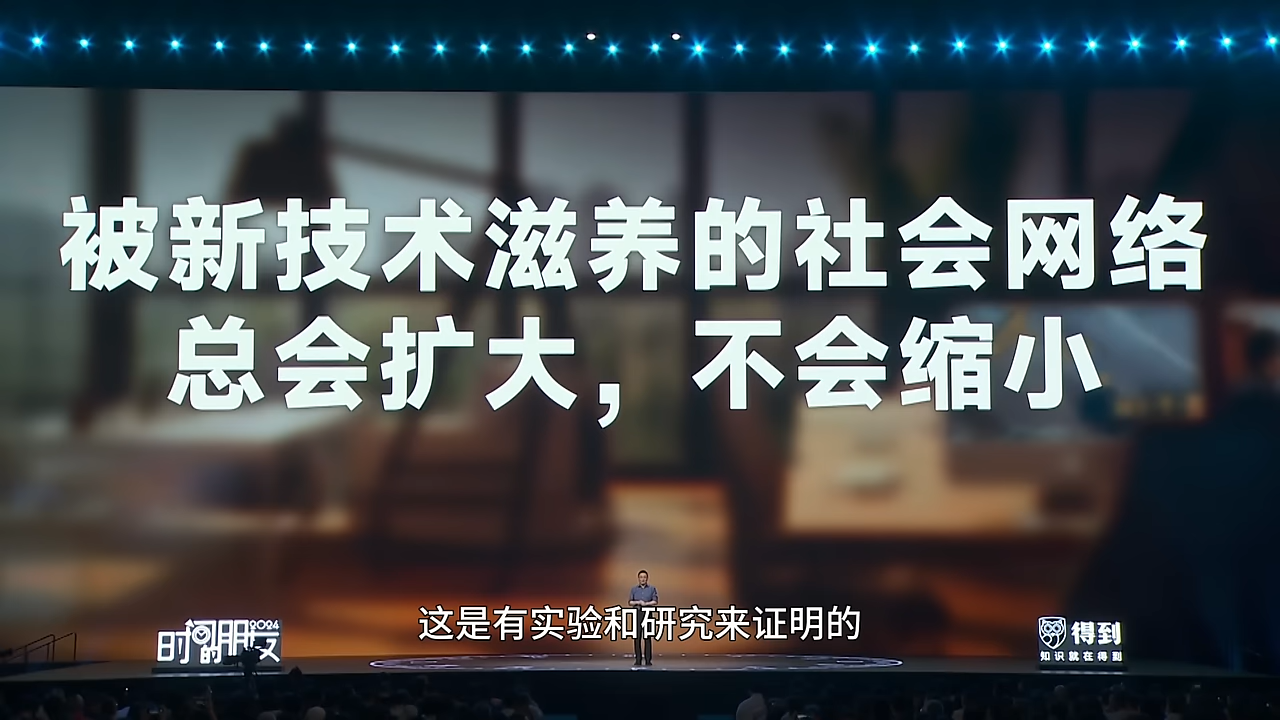 被新技术滋养的社会网络
总会扩大，不会缩小
这是有实验和研究来证明的
时间的朋友2024
得到
知识就在得到